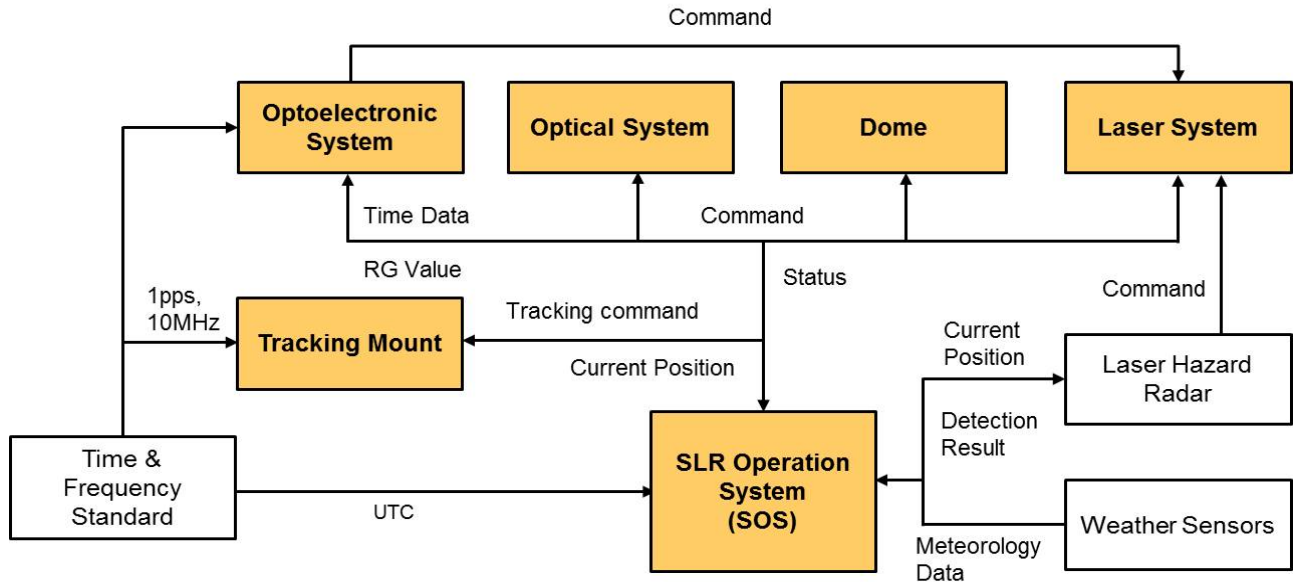 Command
Optoelectronic
System
Optical System
Dome
Laser System
Time Data
Command
RG Value
Status
1pps,
10MHz
Tracking Mount
Tracking command
Current Position
Command
Current
Position
Laser Hazard
Radar
Detection
Result
Time &
Frequency
Standard
UTC
SLR Operation
System
(SOS)
Weather Sensors
Meteorology
Data